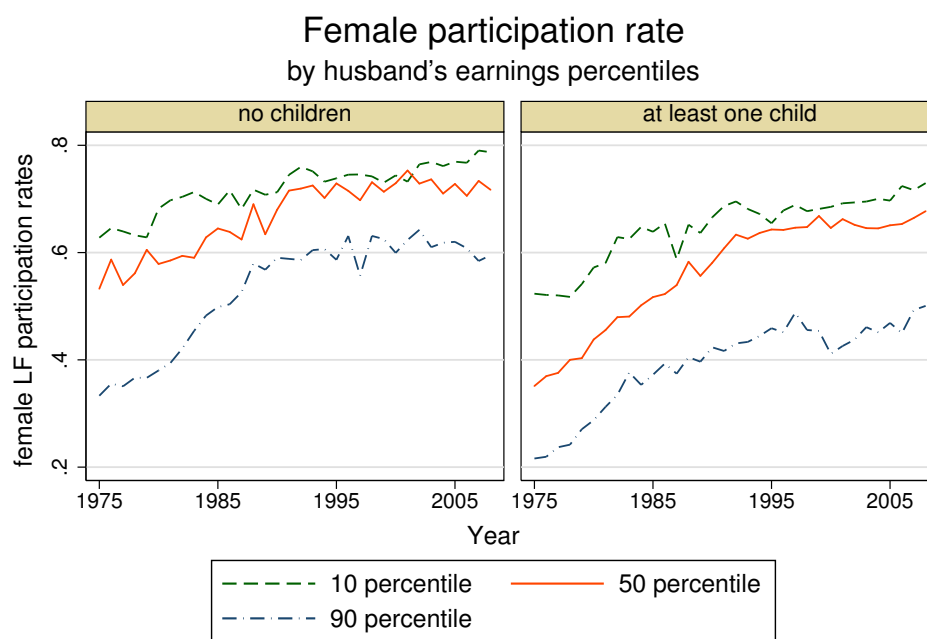 Female participation rate
by husband's earnings percentiles
no children
at least one child
female LF participation rates
.8
.6
.4
.2
1975 1985 1995 2005
1975 1985 1995 2005
Year
10 percentile
50 percentile
90 percentile